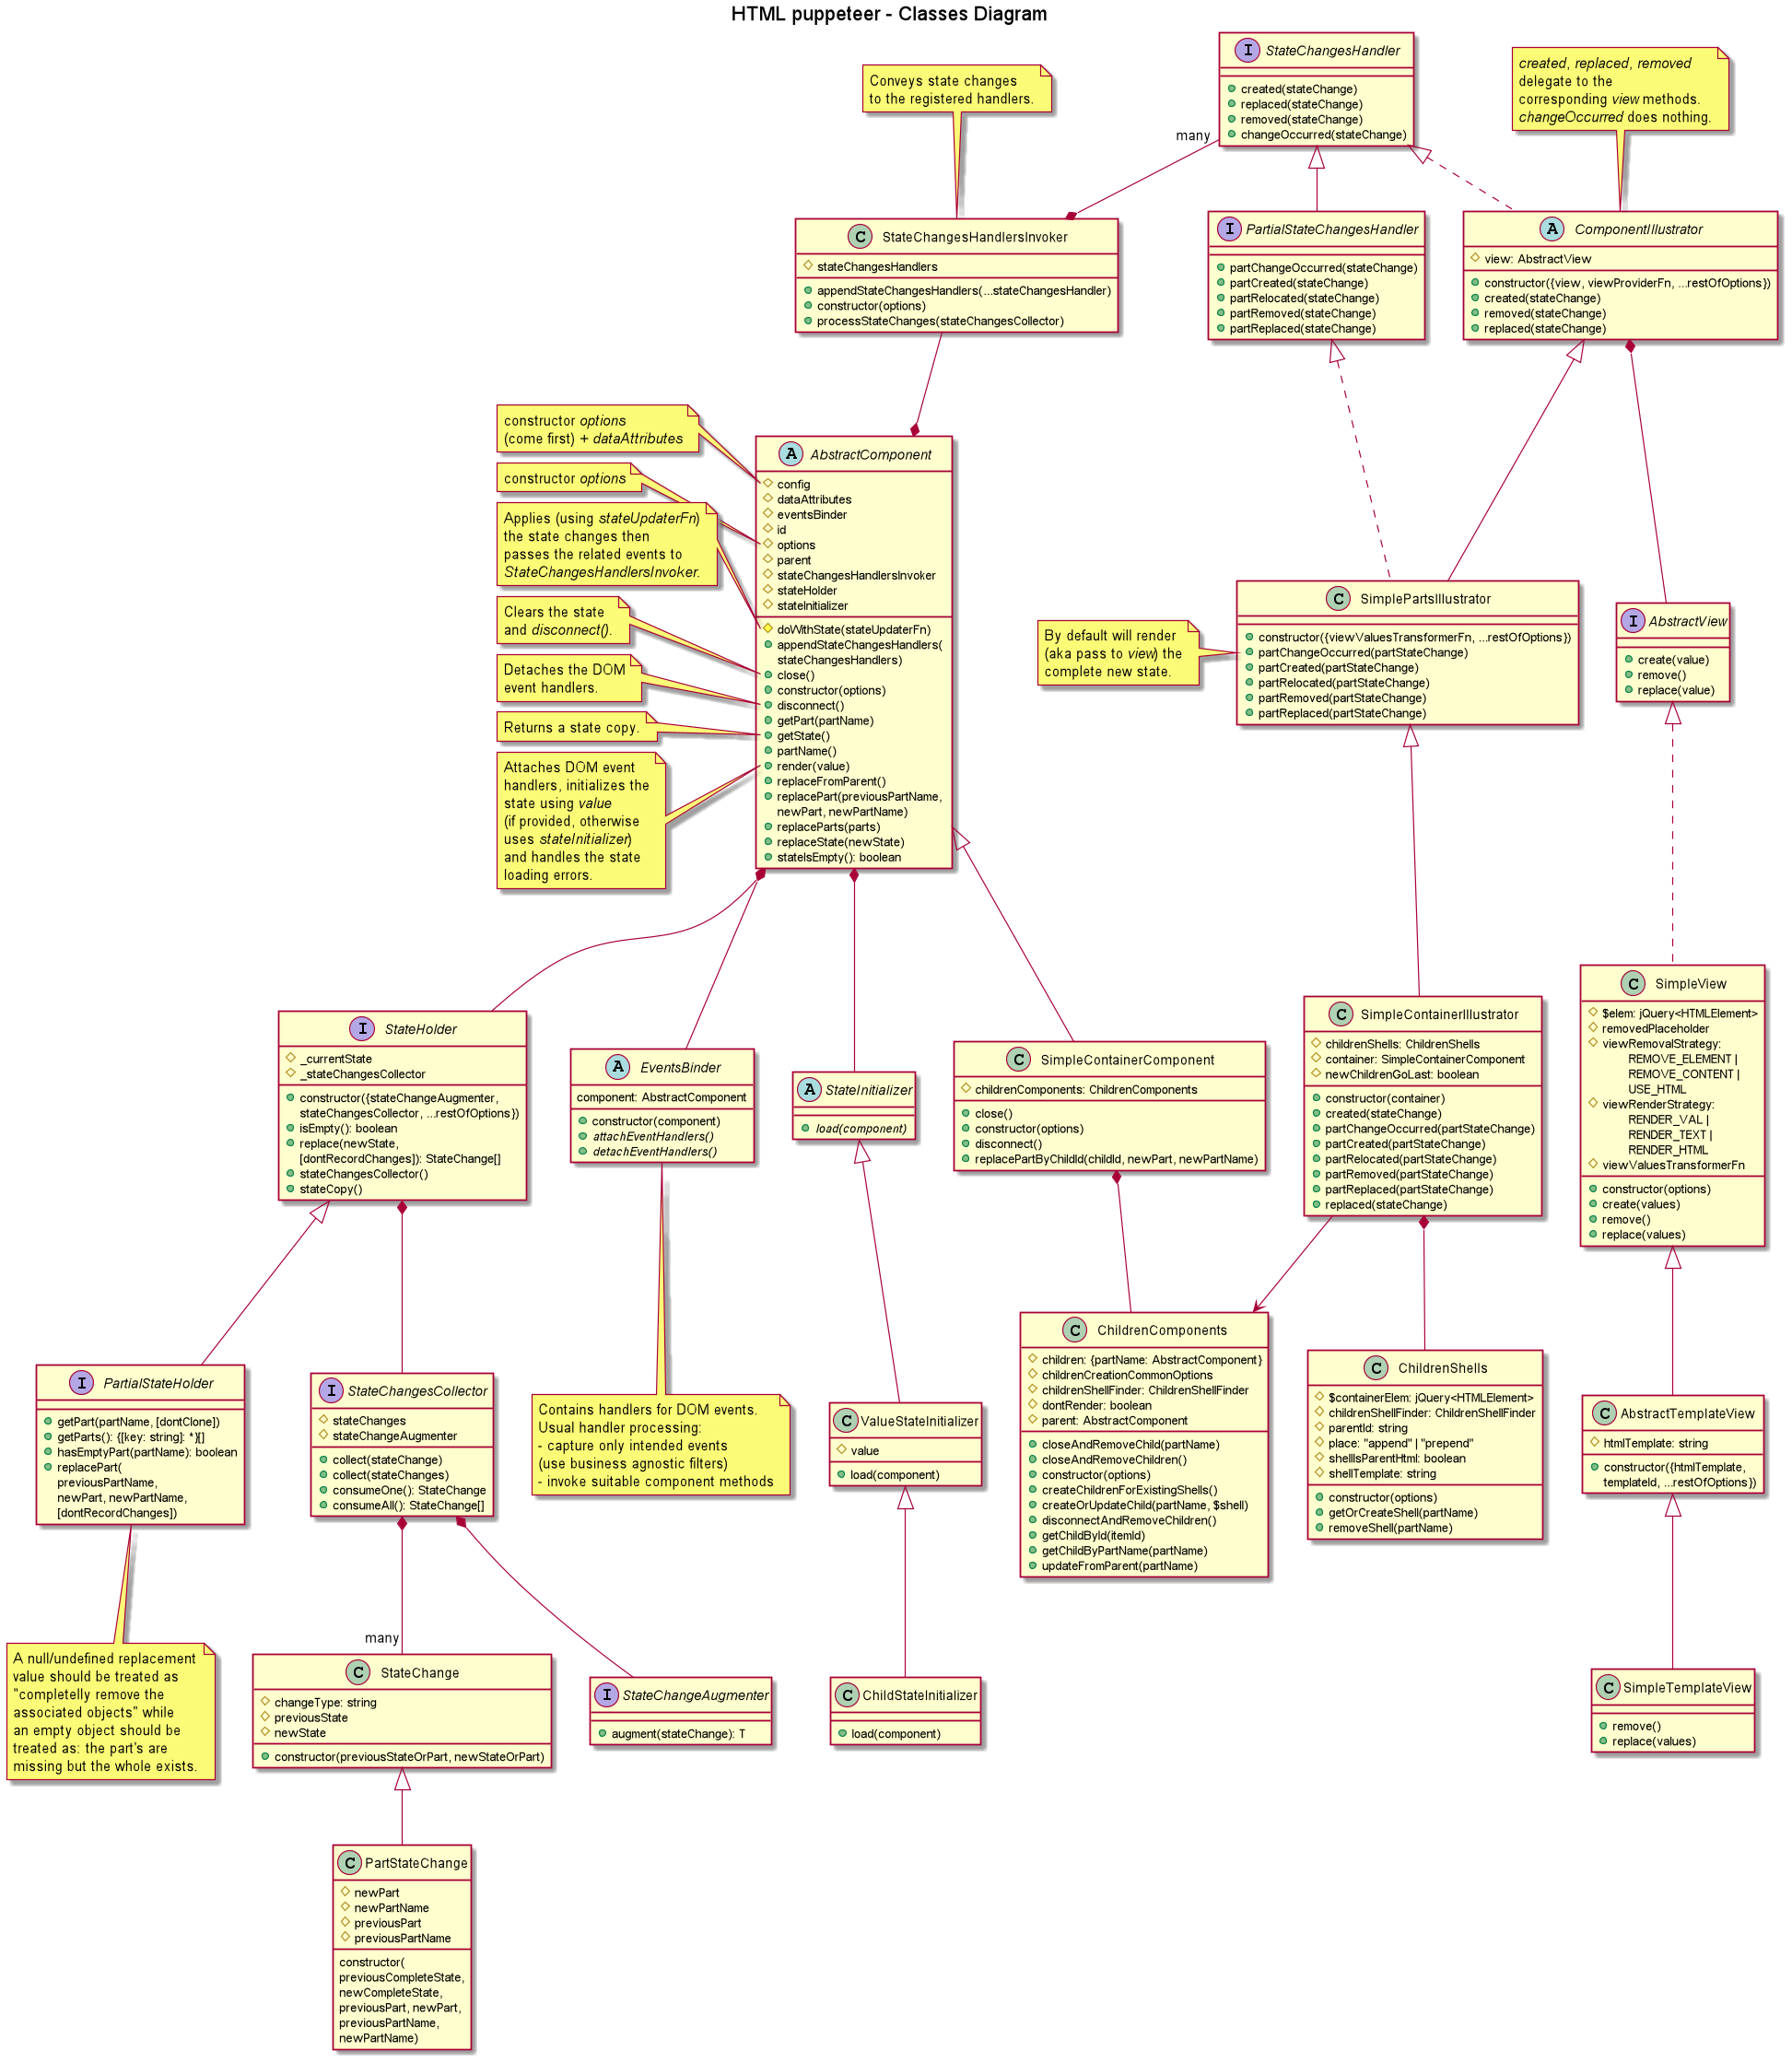 HTML puppeteer - Classes Diagram
I StateChangesHandler
created(stateChange)
replaced(stateChange)
removed(stateChange)
changeOccurred(stateChange)
created, replaced, removed
delegate to the
corresponding view methods.
changeOccurred does nothing.
Conveys state changes
to the registered handlers.
many
C StateChangesHandlersInvoker
stateChangesHandlers
appendStateChangesHandlers(...stateChangesHandler)
constructor(options)
processStateChanges(stateChangesCollector)
I PartialStateChangesHandler
partChangeOccurred(stateChange)
partCreated(stateChange)
partRelocated(stateChange)
partRemoved(stateChange)
partReplaced(stateChange)
A ComponentIllustrator
view: AbstractView
constructor({view, viewProviderFn, ...restOfOptions})
created(stateChange)
removed(stateChange)
replaced(stateChange)
constructor options
(come first) + dataAttributes
constructor options
Applies (using stateUpdaterFn)
the state changes then
passes the related events to
StateChangesHandlersInvoker.
Clears the state
and disconnect().
Detaches the DOM
event handlers.
Returns a state copy.
Attaches DOM event
handlers, initializes the
state using value
(if provided, otherwise
uses stateInitializer)
and handles the state
loading errors.
A AbstractComponent
config
dataAttributes
eventsBinder
id
options
parent
stateChangesHandlersInvoker
stateHolder
stateInitializer
doWithState(stateUpdaterFn)
appendStateChangesHandlers(
stateChangesHandlers)
close()
constructor(options)
disconnect()
getPart(partName)
getState()
partName()
render(value)
replaceFromParent()
replacePart(previousPartName,
newPart, newPartName)
replaceParts(parts)
replaceState(newState)
stateIsEmpty(): boolean
By default will render
(aka pass to view) the
complete new state.
C SimplePartsIllustrator
constructor({viewValuesTransformerFn, ...restOfOptions})
partChangeOccurred(partStateChange)
partCreated(partStateChange)
partRelocated(partStateChange)
partRemoved(partStateChange)
partReplaced(partStateChange)
I AbstractView
create(value)
remove()
replace(value)
I StateHolder
_currentState
_stateChangesCollector
constructor({stateChangeAugmenter,
stateChangesCollector, ...restOfOptions})
isEmpty(): boolean
replace(newState,
[dontRecordChanges]): StateChange[]
stateChangesCollector()
stateCopy()
A EventsBinder
component: AbstractComponent
constructor(component)
attachEventHandlers()
detachEventHandlers()
A StateInitializer
load(component)
C SimpleContainerComponent
childrenComponents: ChildrenComponents
close()
constructor(options)
disconnect()
replacePartByChildId(childId, newPart, newPartName)
C SimpleContainerIllustrator
childrenShells: ChildrenShells
container: SimpleContainerComponent
newChildrenGoLast: boolean
constructor(container)
created(stateChange)
partChangeOccurred(partStateChange)
partCreated(partStateChange)
partRelocated(partStateChange)
partRemoved(partStateChange)
partReplaced(partStateChange)
replaced(stateChange)
C SimpleView
$elem: jQuery<HTMLElement>
removedPlaceholder
viewRemovalStrategy:
REMOVE_ELEMENT |
REMOVE_CONTENT |
USE_HTML
viewRenderStrategy:
RENDER_VAL |
RENDER_TEXT |
RENDER_HTML
viewValuesTransformerFn
constructor(options)
create(values)
remove()
replace(values)
I PartialStateHolder
getPart(partName, [dontClone])
getParts(): {[key: string]: *}[]
hasEmptyPart(partName): boolean
replacePart(
previousPartName,
newPart, newPartName,
[dontRecordChanges])
I StateChangesCollector
stateChanges
stateChangeAugmenter
collect(stateChange)
collect(stateChanges)
consumeOne(): StateChange
consumeAll(): StateChange[]
Contains handlers for DOM events.
Usual handler processing:
- capture only intended events
(use business agnostic filters)
- invoke suitable component methods
C ValueStateInitializer
value
load(component)
C ChildrenComponents
children: {partName: AbstractComponent}
childrenCreationCommonOptions
childrenShellFinder: ChildrenShellFinder
dontRender: boolean
parent: AbstractComponent
closeAndRemoveChild(partName)
closeAndRemoveChildren()
constructor(options)
createChildrenForExistingShells()
createOrUpdateChild(partName, $shell)
disconnectAndRemoveChildren()
getChildById(itemId)
getChildByPartName(partName)
updateFromParent(partName)
C ChildrenShells
$containerElem: jQuery<HTMLElement>
childrenShellFinder: ChildrenShellFinder
parentId: string
place: "append" | "prepend"
shellIsParentHtml: boolean
shellTemplate: string
constructor(options)
getOrCreateShell(partName)
removeShell(partName)
C AbstractTemplateView
htmlTemplate: string
constructor({htmlTemplate,
templateId, ...restOfOptions})
A null/undefined replacement
value should be treated as
"completelly remove the
associated objects" while
an empty object should be
treated as: the part's are
missing but the whole exists.
many
C StateChange
changeType: string
previousState
newState
constructor(previousStateOrPart, newStateOrPart)
I StateChangeAugmenter
augment(stateChange): T
C ChildStateInitializer
load(component)
C SimpleTemplateView
remove()
replace(values)
C PartStateChange
newPart
newPartName
previousPart
previousPartName
constructor(
previousCompleteState,
newCompleteState,
previousPart, newPart,
previousPartName,
newPartName)